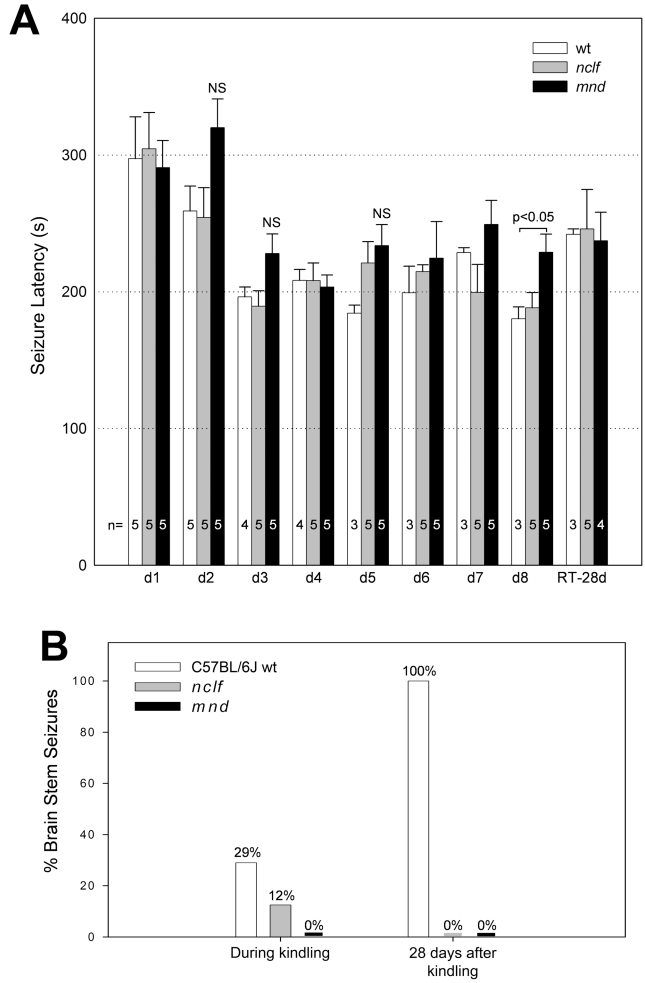 A
Seizure Latency (s)
400
300
200
100
0
wt
nclf
mnd
NS
NS
NS
p<0.05
n= 5 5 5 5 5 5 4 5 5 4 5 5 3 5 5 3 5 5 3 5 5 3 5 5 3 5 4
d1 d2 d3 d4 d5 d6 d7 d8 RT-28d
B
% Brain Stem Seizures
100
80
60
40
20
0
C57BL/6J wt
nclf
mnd
29%
12%
0%
100%
0%
0%
During kindling
28 days after
kindling